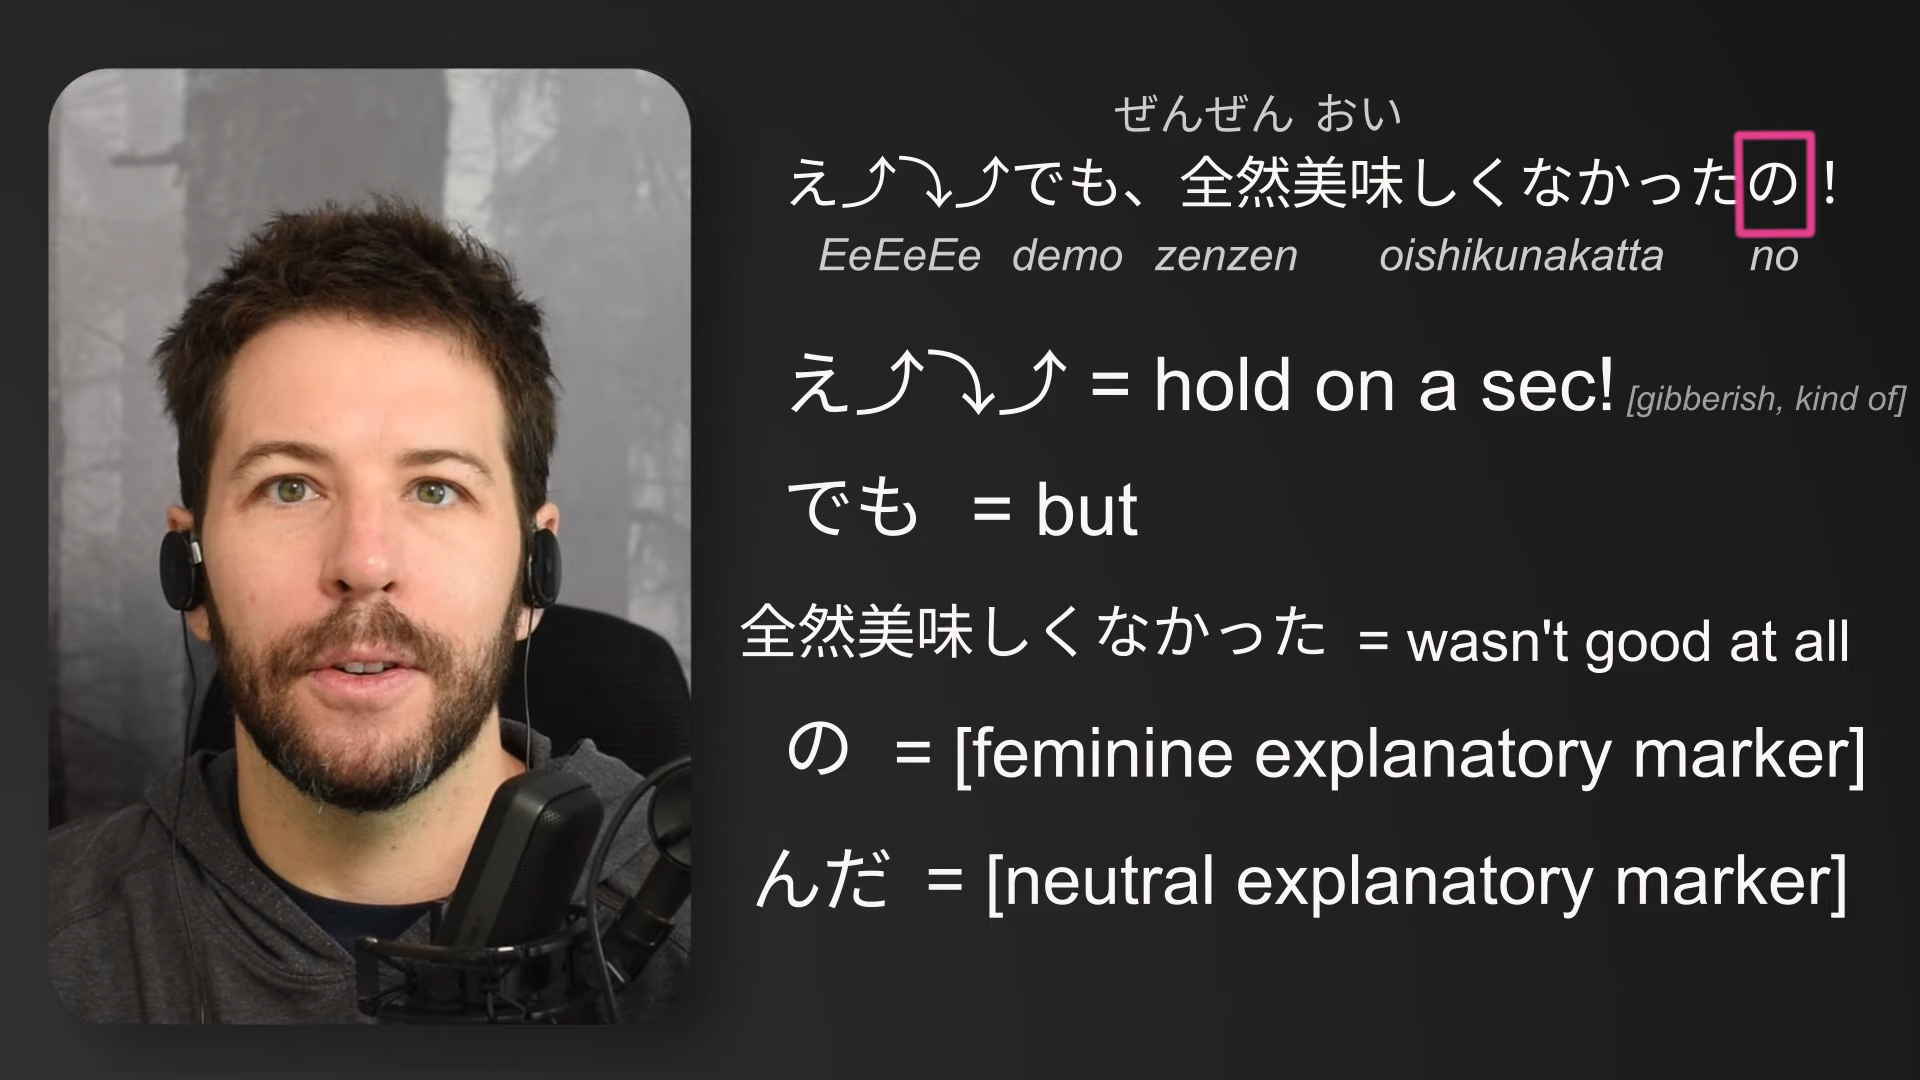 ぜんぜん おい
え⤴⤵⤴でも、全然美味しくなかったの！
EeEeEe demo zenzen oishikunakatta no
え⤴⤵⤴ = hold on a sec! [gibberish, kind of]
でも = but
全然美味しくなかった = wasn't good at all
の = [feminine explanatory marker]
んだ = [neutral explanatory marker]